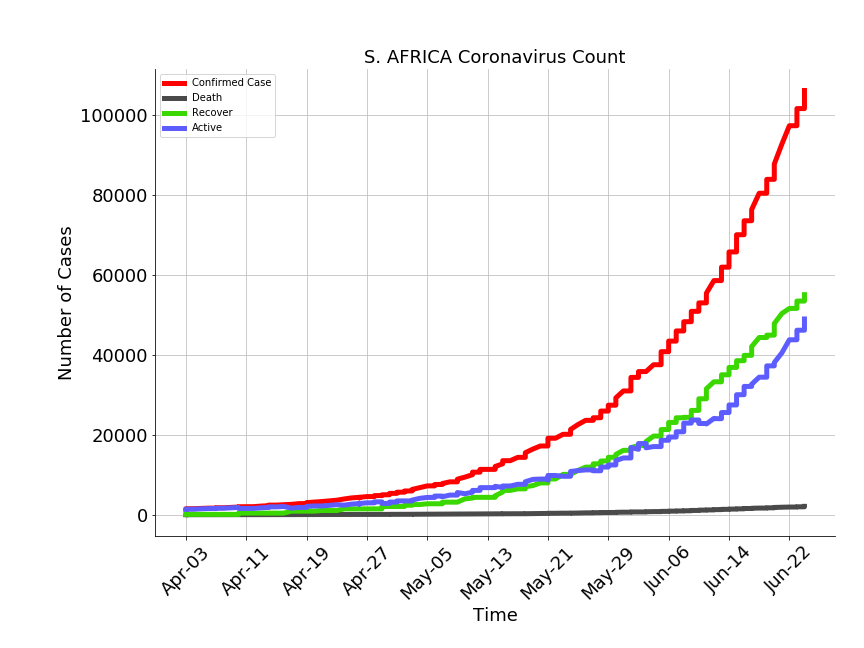 S. AFRICA Coronavirus Count
Confirmed Case
Death
Recover
Active
100000
80000
60000
40000
20000
0
Number of Cases
Apr-03
Apr-11
Apr-19
Apr-27
May-05
May-13
May-21
May-29
Jun-06
Jun-14
Jun-22
Time